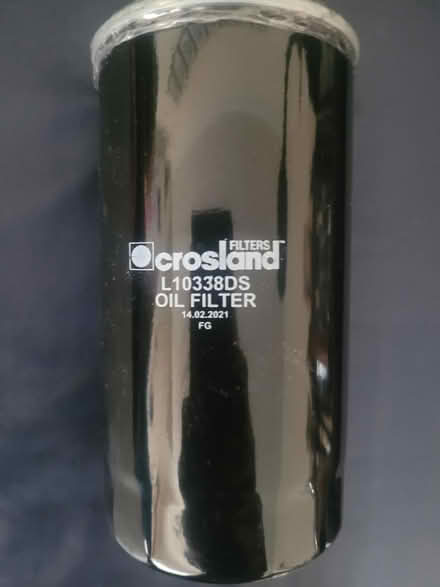 FILTERS
crosland
L10338DS
OIL FILTER
14.02.2021
FG